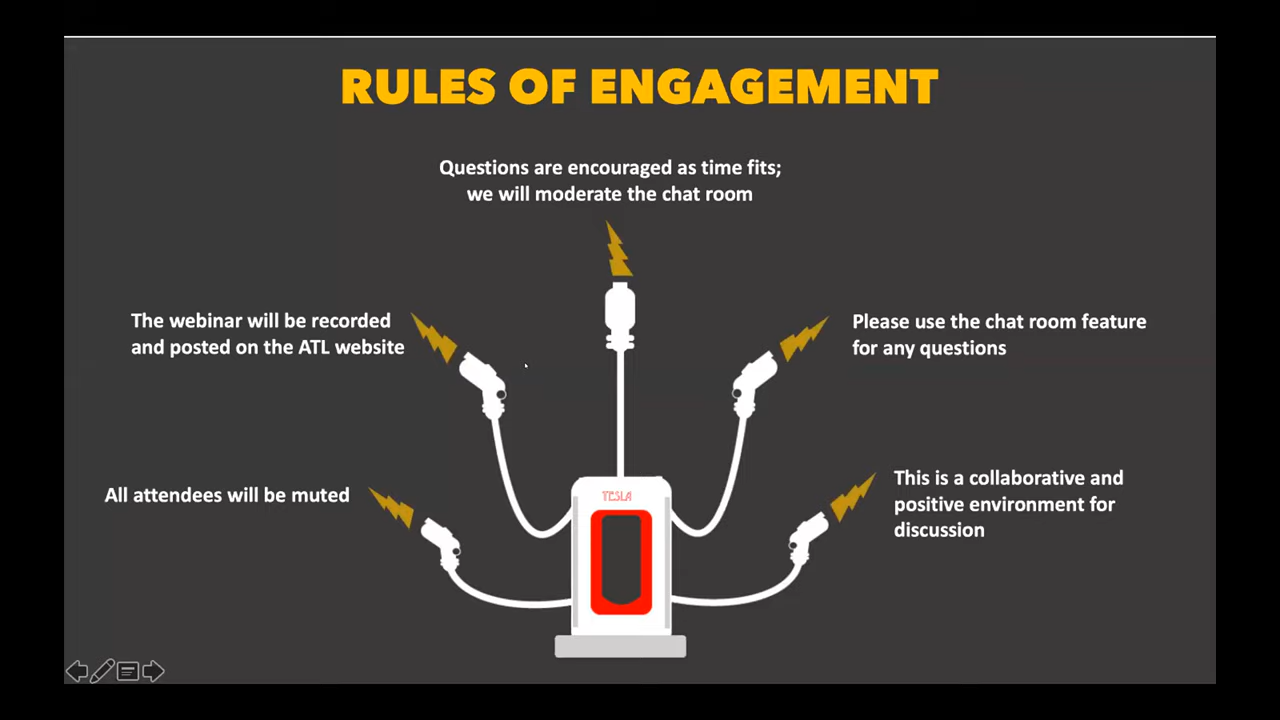 RULES OF ENGAGEMENT
Questions are encouraged as time fits;
we will moderate the chat room
The webinar will be recorded
and posted on the ATL website
Please use the chat room feature
for any questions
All attendees will be muted
This is a collaborative and
positive environment for
discussion
TESLA